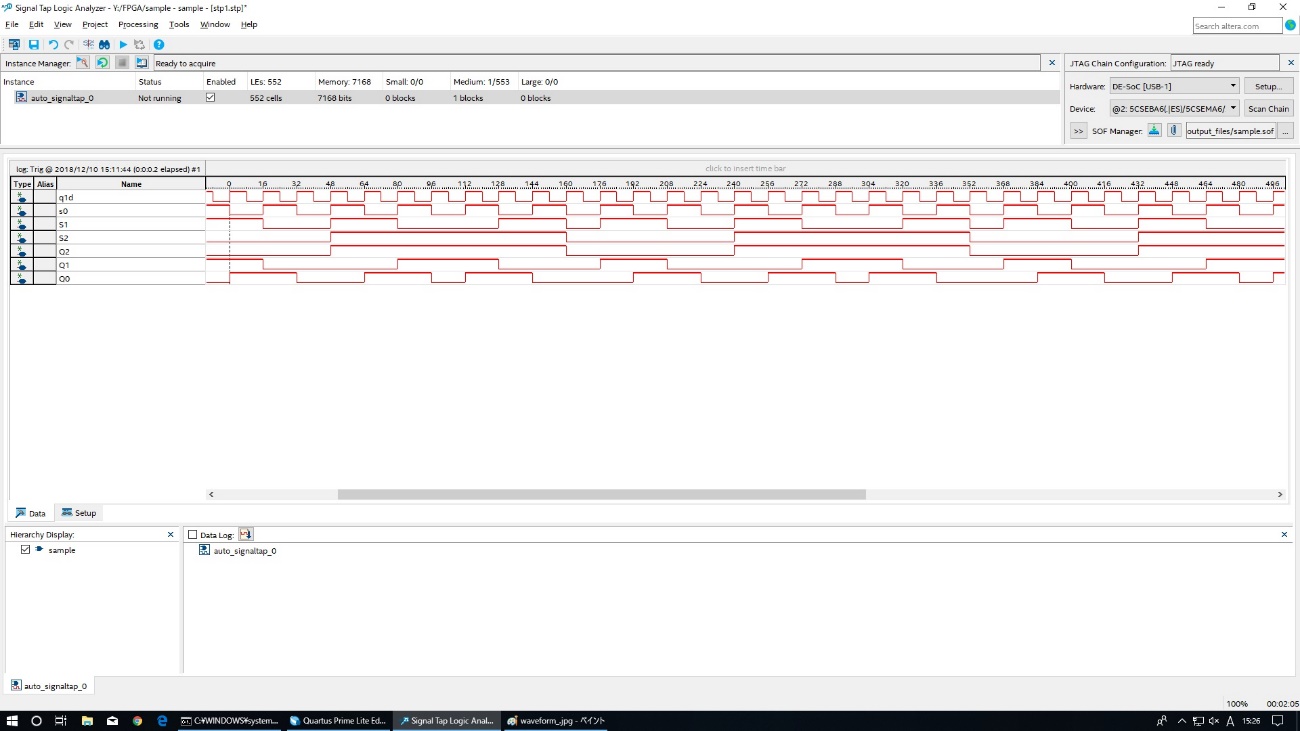 Signal Tap Logic Analyzer - Y:/FPGA/sample - sample - [stp1.stp]*
File Edit View Project Processing Tools Window Help
Search altera.com
Instance Manager: Ready to acquire
JTAG Chain Configuration: JTAG ready
Instance Status Enabled LEs: 552 Memory: 7168 Small: 0/0 Medium: 1/553 Large: 0/0
auto_signaltap_0 Not running 552 cells 7168 bits 0 blocks 1 blocks 0 blocks
Hardware: DE-SoC [USB-1] Setup...
Device: @2: 5CSEBA6(.|ES)/5CSEMA6/ Scan Chain
>> SOF Manager: output_files/sample.sof ...
log: Trig @ 2018/12/10 15:11:44 (0:0:0.2 elapsed) #1 click to insert time bar
Type Alias Name 0 16 32 48 64 80 96 112 128 144 160 176 192 208 224 240 256 272 288 304 320 336 352 368 384 400 416 432 448 464 480 496
q1d
s0
S1
S2
Q2
Q1
Q0
Data Setup
Hierarchy Display:
sample
Data Log:
auto_signaltap_0
auto_signaltap_0
100% 00:02:05
C:¥WINDOWS¥system... Quartus Prime Lite Ed... Signal Tap Logic Anal... waveform_.jpg - ペイント A 15:26